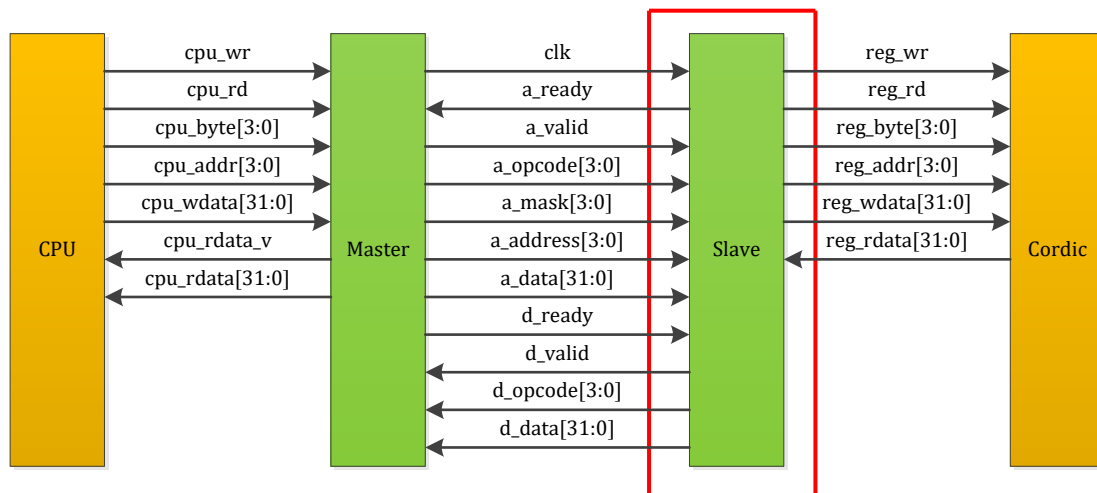 cpu_wr
cpu_rd
cpu_byte[3:0]
cpu_addr[3:0]
cpu_wdata[31:0]
cpu_rdata_v
cpu_rdata[31:0]
CPU
Master
clk
a_ready
a_valid
a_opcode[3:0]
a_mask[3:0]
a_address[3:0]
a_data[31:0]
d_ready
d_valid
d_opcode[3:0]
d_data[31:0]
Slave
reg_wr
reg_rd
reg_byte[3:0]
reg_addr[3:0]
reg_wdata[31:0]
reg_rdata[31:0]
Cordic